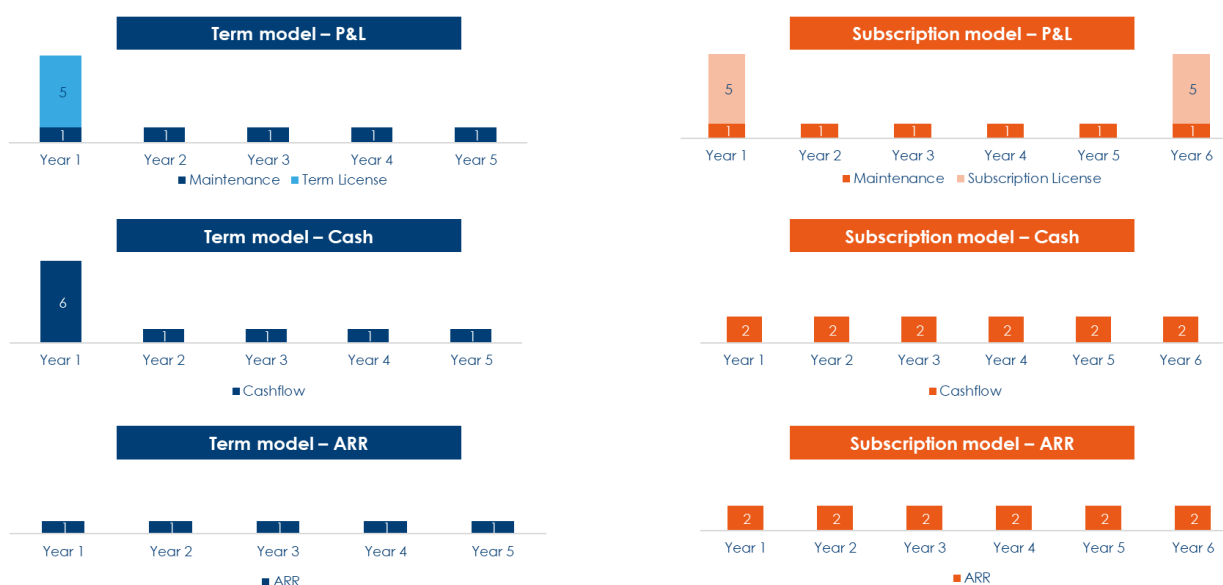 Term model – P&L
5
1 1 1 1 1
Year 1 Year 2 Year 3 Year 4 Year 5
Maintenance Term License
Subscription model – P&L
5 5
1 1 1 1 1 1
Year 1 Year 2 Year 3 Year 4 Year 5 Year 6
Maintenance Subscription License
Term model – Cash
6
1 1 1 1
Year 1 Year 2 Year 3 Year 4 Year 5
Cashflow
Subscription model – Cash
2 2 2 2 2 2
Year 1 Year 2 Year 3 Year 4 Year 5 Year 6
Cashflow
Term model – ARR
1 1 1 1 1
Year 1 Year 2 Year 3 Year 4 Year 5
ARR
Subscription model – ARR
2 2 2 2 2 2
Year 1 Year 2 Year 3 Year 4 Year 5 Year 6
ARR